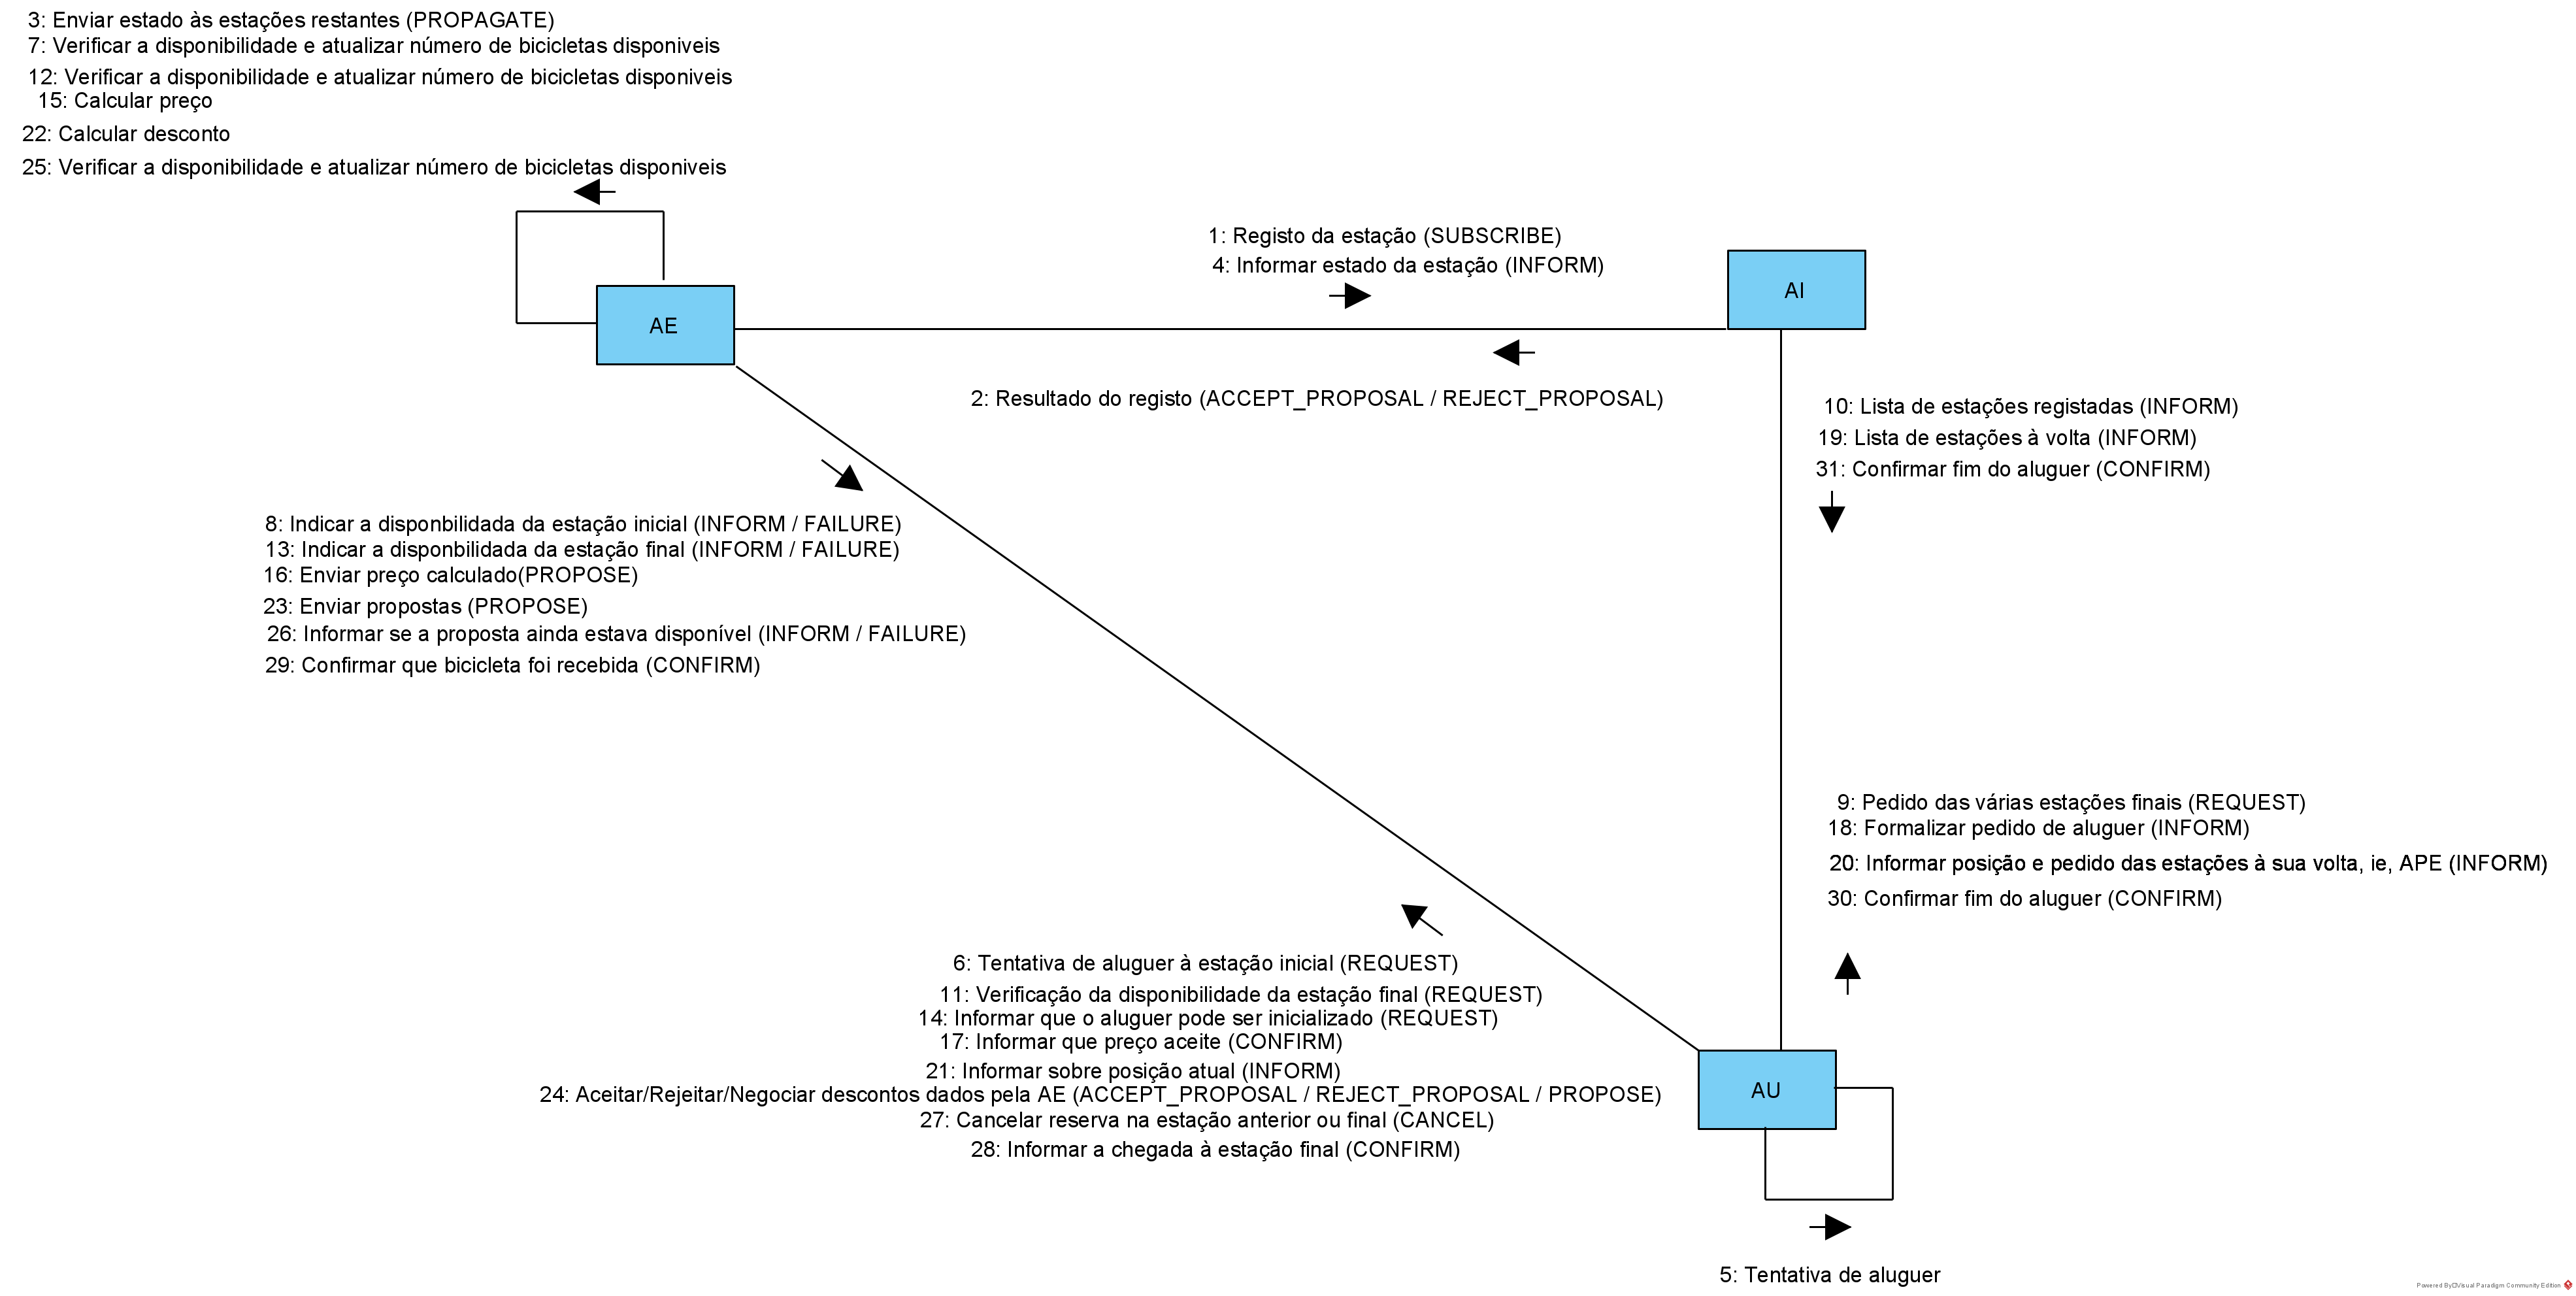 3: Enviar estado às estações restantes (PROPAGATE)
7: Verificar a disponibilidade e atualizar número de bicicletas disponiveis
12: Verificar a disponibilidade e atualizar número de bicicletas disponiveis
15: Calcular preço
22: Calcular desconto
25: Verificar a disponibilidade e atualizar número de bicicletas disponiveis
1: Registo da estação (SUBSCRIBE)
4: Informar estado da estação (INFORM)
AI
AE
2: Resultado do registo (ACCEPT_PROPOSAL / REJECT_PROPOSAL)
10: Lista de estações registadas (INFORM)
19: Lista de estações à volta (INFORM)
31: Confirmar fim do aluguer (CONFIRM)
8: Indicar a disponbilidada da estação inicial (INFORM / FAILURE)
13: Indicar a disponbilidada da estação final (INFORM / FAILURE)
16: Enviar preço calculado(PROPOSE)
23: Enviar propostas (PROPOSE)
26: Informar se a proposta ainda estava disponível (INFORM / FAILURE)
29: Confirmar que bicicleta foi recebida (CONFIRM)
9: Pedido das várias estações finais (REQUEST)
18: Formalizar pedido de aluguer (INFORM)
20: Informar posição e pedido das estações à sua volta, ie, APE (INFORM)
30: Confirmar fim do aluguer (CONFIRM)
6: Tentativa de aluguer à estação inicial (REQUEST)
11: Verificação da disponibilidade da estação final (REQUEST)
14: Informar que o aluguer pode ser inicializado (REQUEST)
17: Informar que preço aceite (CONFIRM)
21: Informar sobre posição atual (INFORM)
24: Aceitar/Rejeitar/Negociar descontos dados pela AE (ACCEPT_PROPOSAL / REJECT_PROPOSAL / PROPOSE)
27: Cancelar reserva na estação anterior ou final (CANCEL)
28: Informar a chegada à estação final (CONFIRM)
AU
5: Tentativa de aluguer
Powered By Visual Paradigm Community Edition